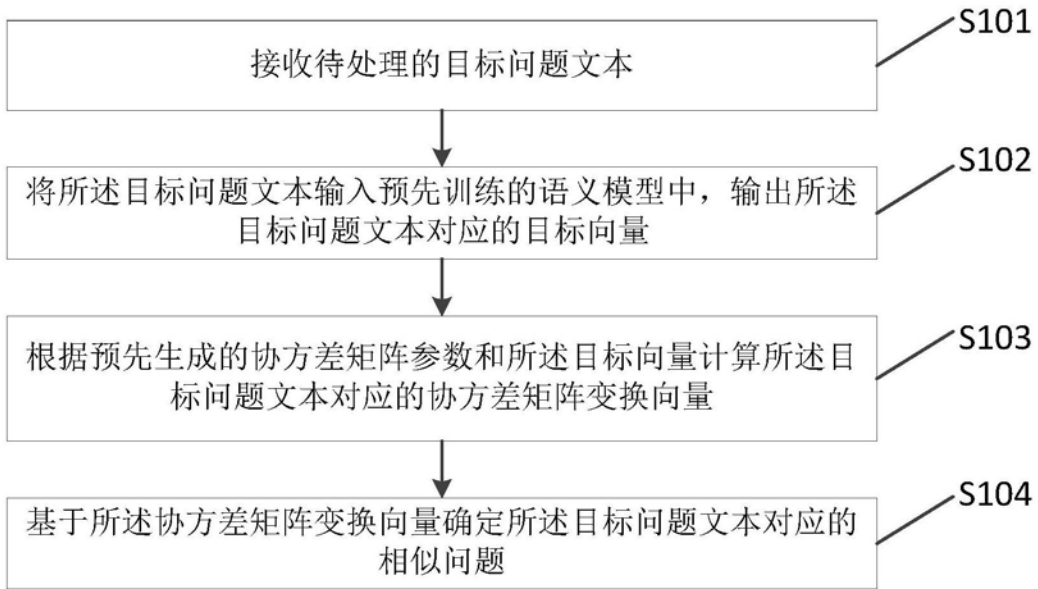 S101
接收待处理的目标问题文本
S102
将所述目标问题文本输入预先训练的语义模型中，输出所述
目标问题文本对应的目标向量
S103
根据预先生成的协方差矩阵参数和所述目标向量计算所述目
标问题文本对应的协方差矩阵变换向量
S104
基于所述协方差矩阵变换向量确定所述目标问题文本对应的
相似问题